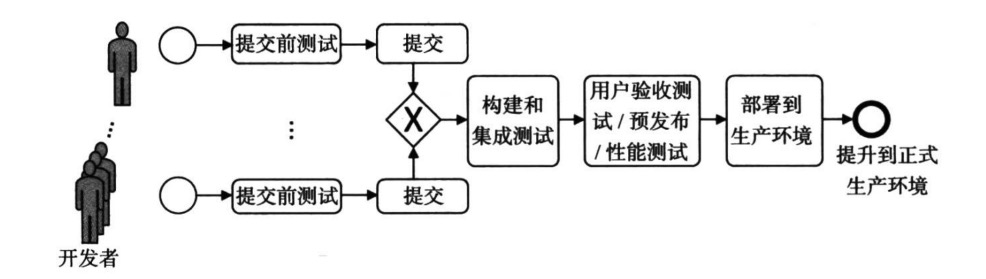 提交前测试
提交
X
构建和
集成测试
用户验收测
试 / 预发布
/ 性能测试
部署到
生产环境
提升到正式
生产环境
提交前测试
提交
开发者